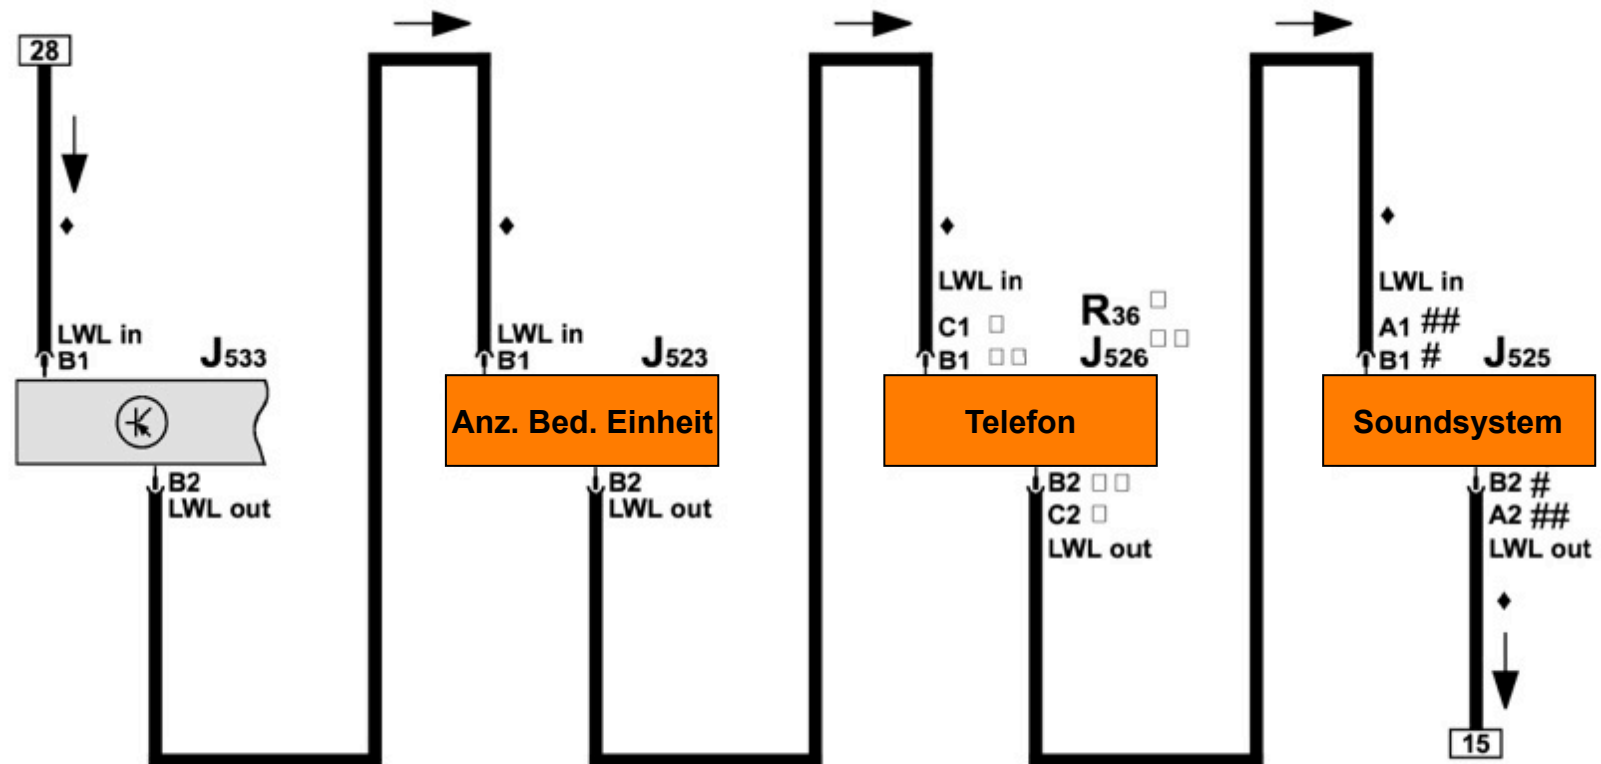 28
LWL in
B1
J533
B2
LWL out
LWL in
B1
J523
Anz. Bed. Einheit
B2
LWL out
LWL in
C1 □
B1 □□
R36 □
J526 □□
Telefon
B2 □□
C2 □
LWL out
LWL in
A1 ##
B1 #
J525
Soundsystem
B2 #
A2 ##
LWL out
15